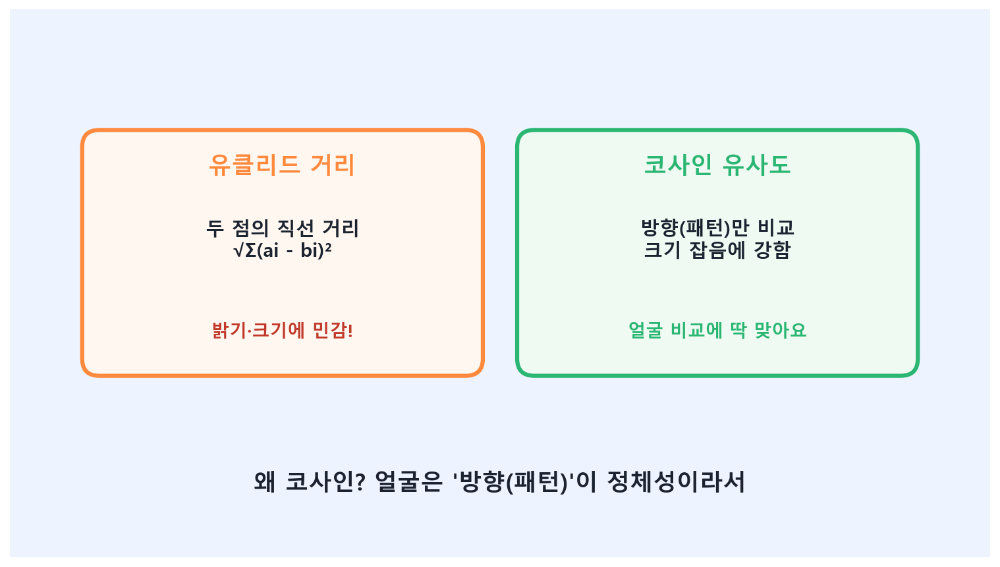 유클리드 거리
두 점의 직선 거리
√Σ(ai - bi)²
밝기·크기에 민감!
코사인 유사도
방향(패턴)만 비교
크기 잡음에 강함
얼굴 비교에 딱 맞아요
왜 코사인? 얼굴은 '방향(패턴)'이 정체성이라서